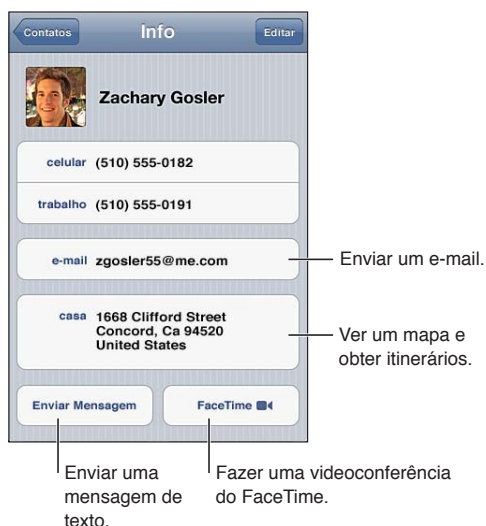 Contatos Info Editar
Zachary Gosler
celular (510) 555-0182
trabalho (510) 555-0191
e-mail zgosler55@me.com
Enviar um e-mail.
casa 1668 Clifford Street
Concord, Ca 94520
United States
Ver um mapa e
obter itinerários.
Enviar Mensagem FaceTime
Enviar uma
mensagem de
texto.
Fazer uma videoconferência
do FaceTime.